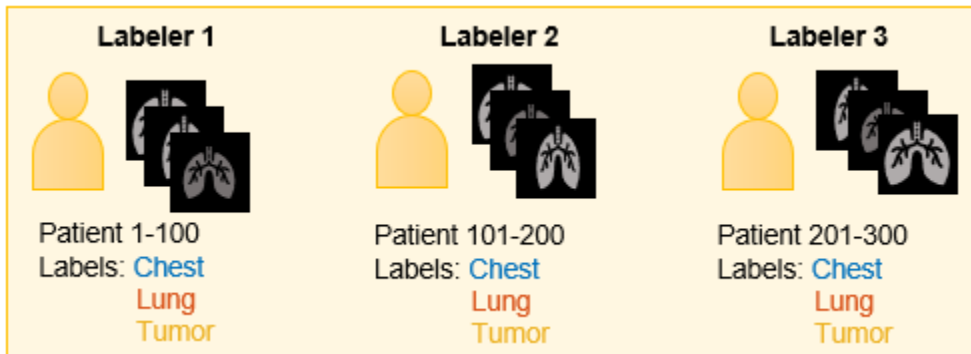 Labeler 1
Patient 1-100
Labels: Chest
Lung
Tumor
Labeler 2
Patient 101-200
Labels: Chest
Lung
Tumor
Labeler 3
Patient 201-300
Labels: Chest
Lung
Tumor